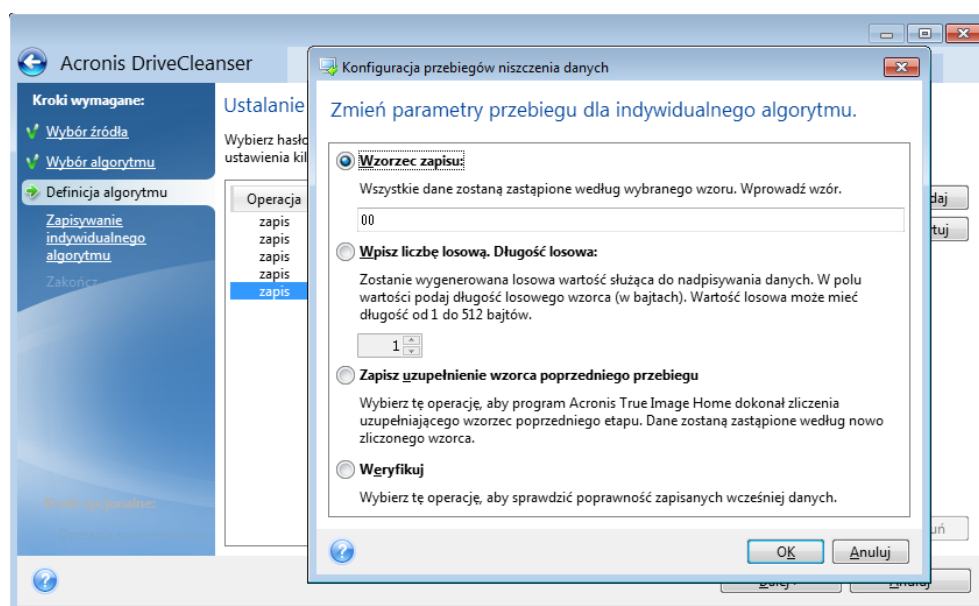 Acronis DriveCleanser
Kroki wymagane:
Wybór źródła
Wybór algorytmu
Definicja algorytmu
Zapisywanie
indywidualnego
algorytmu
Zakończ
Ustalanie
Wybierz hasło
ustawienia kil
Operacja
zapis
zapis
zapis
zapis
zapis
daj
tuj
uń
Konfiguracja przebiegów niszczenia danych
Zmień parametry przebiegu dla indywidualnego algorytmu.
Wzorzec zapisu:
Wszystkie dane zostaną zastąpione według wybranego wzoru. Wprowadź wzór.
00
Wpisz liczbę losową. Długość losowa:
Zostanie wygenerowana losowa wartość służąca do nadpisywania danych. W polu
wartości podaj długość losowego wzorca (w bajtach). Wartość losowa może mieć
długość od 1 do 512 bajtów.
1
Zapisz uzupełnienie wzorca poprzedniego przebiegu
Wybierz tę operację, aby program Acronis True Image Home dokonał zliczenia
uzupełniającego wzorzec poprzedniego etapu. Dane zostaną zastąpione według nowo
zliczonego wzorca.
Weryfikuj
Wybierz tę operację, aby sprawdzić poprawność zapisanych wcześniej danych.
OK
Anuluj